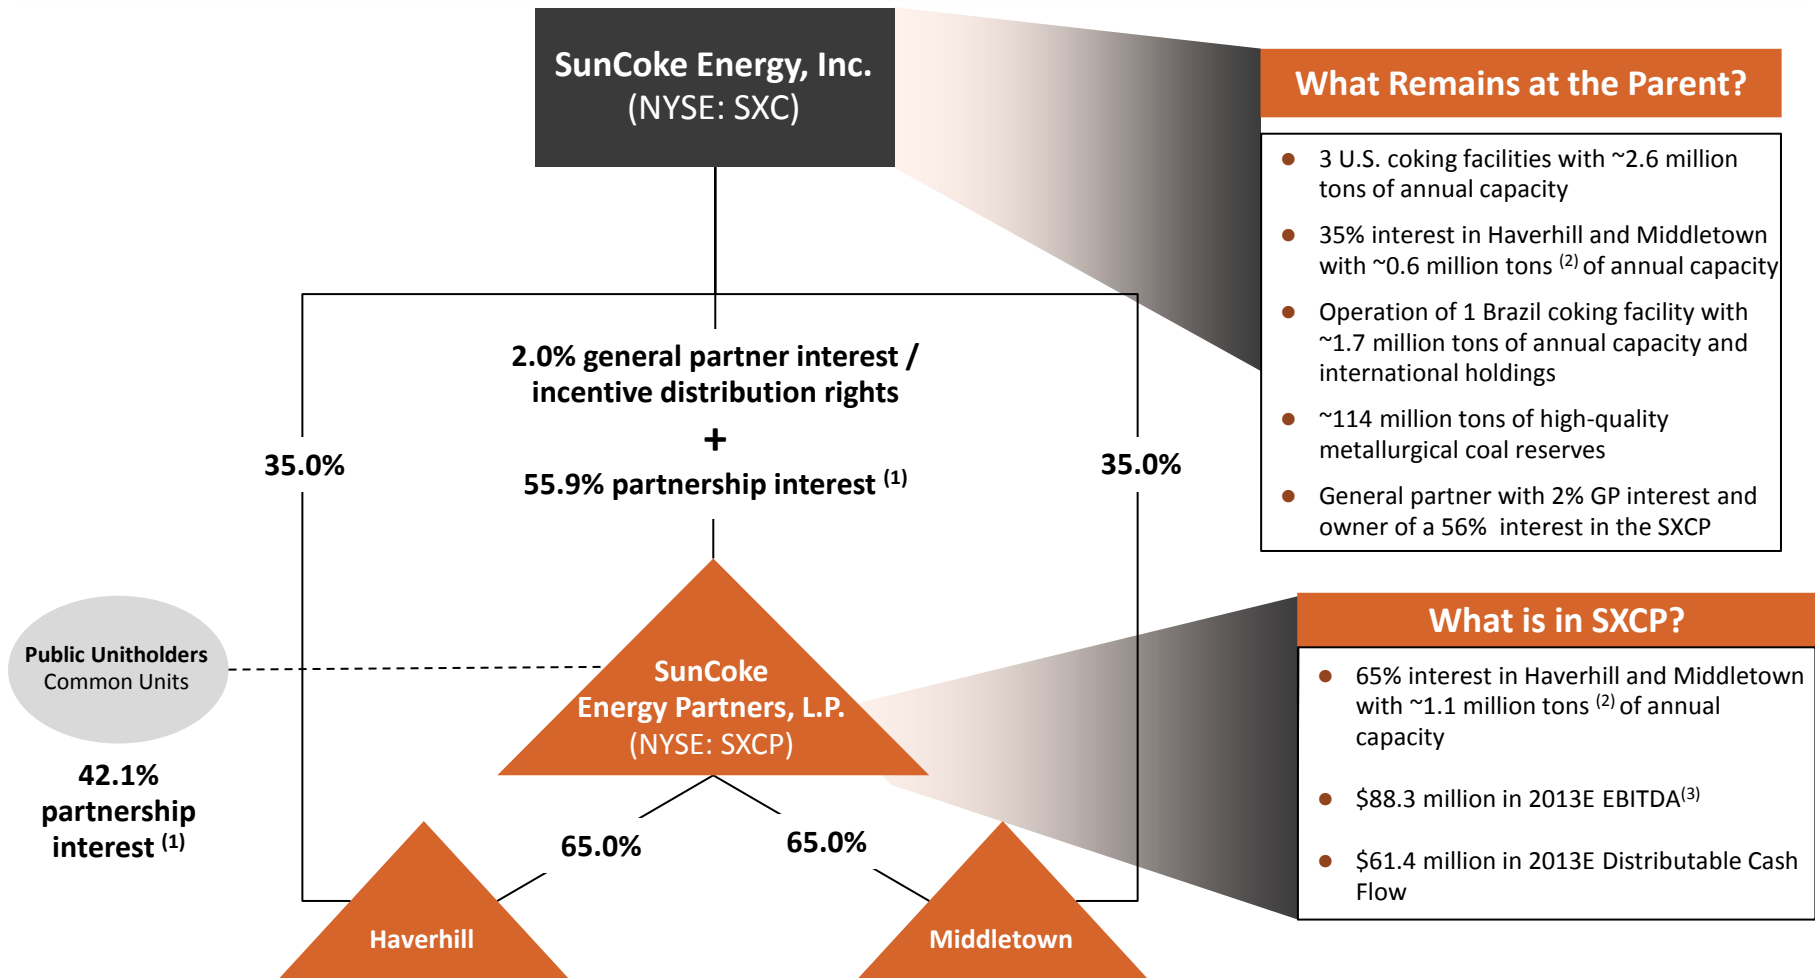 SunCoke Energy, Inc.
(NYSE: SXC)
What Remains at the Parent?
● 3 U.S. coking facilities with ~2.6 million
tons of annual capacity
● 35% interest in Haverhill and Middletown
with ~0.6 million tons (2) of annual capacity
● Operation of 1 Brazil coking facility with
~1.7 million tons of annual capacity and
international holdings
● ~114 million tons of high-quality
metallurgical coal reserves
● General partner with 2% GP interest and
owner of a 56% interest in the SXCP
2.0% general partner interest /
incentive distribution rights
+
55.9% partnership interest (1)
35.0%
35.0%
Public Unitholders
Common Units
42.1%
partnership
interest (1)
SunCoke
Energy Partners, L.P.
(NYSE: SXCP)
What is in SXCP?
● 65% interest in Haverhill and Middletown
with ~1.1 million tons (2) of annual
capacity
● $88.3 million in 2013E EBITDA(3)
● $61.4 million in 2013E Distributable Cash
Flow
65.0%
65.0%
Haverhill
Middletown